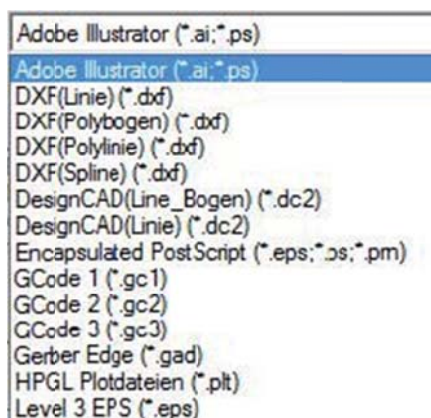 Adobe Illustrator (*.ai;*.ps)
Adobe Illustrator (*.ai;*.ps)
DXF(Linie) (*.dxf)
DXF(Polybogen) (*.dxf)
DXF(Polylinie) (*.dxf)
DXF(Spline) (*.dxf)
DesignCAD(Line_Bogen) (*.dc2)
DesignCAD(Linie) (*.dc2)
Encapsulated PostScript (*.eps;*.ps;*.prn)
GCode 1 (*.gc1)
GCode 2 (*.gc2)
GCode 3 (*.gc3)
Gerber Edge (*.gad)
HPGL Plotdateien (*.plt)
Level 3 EPS (*.eps)